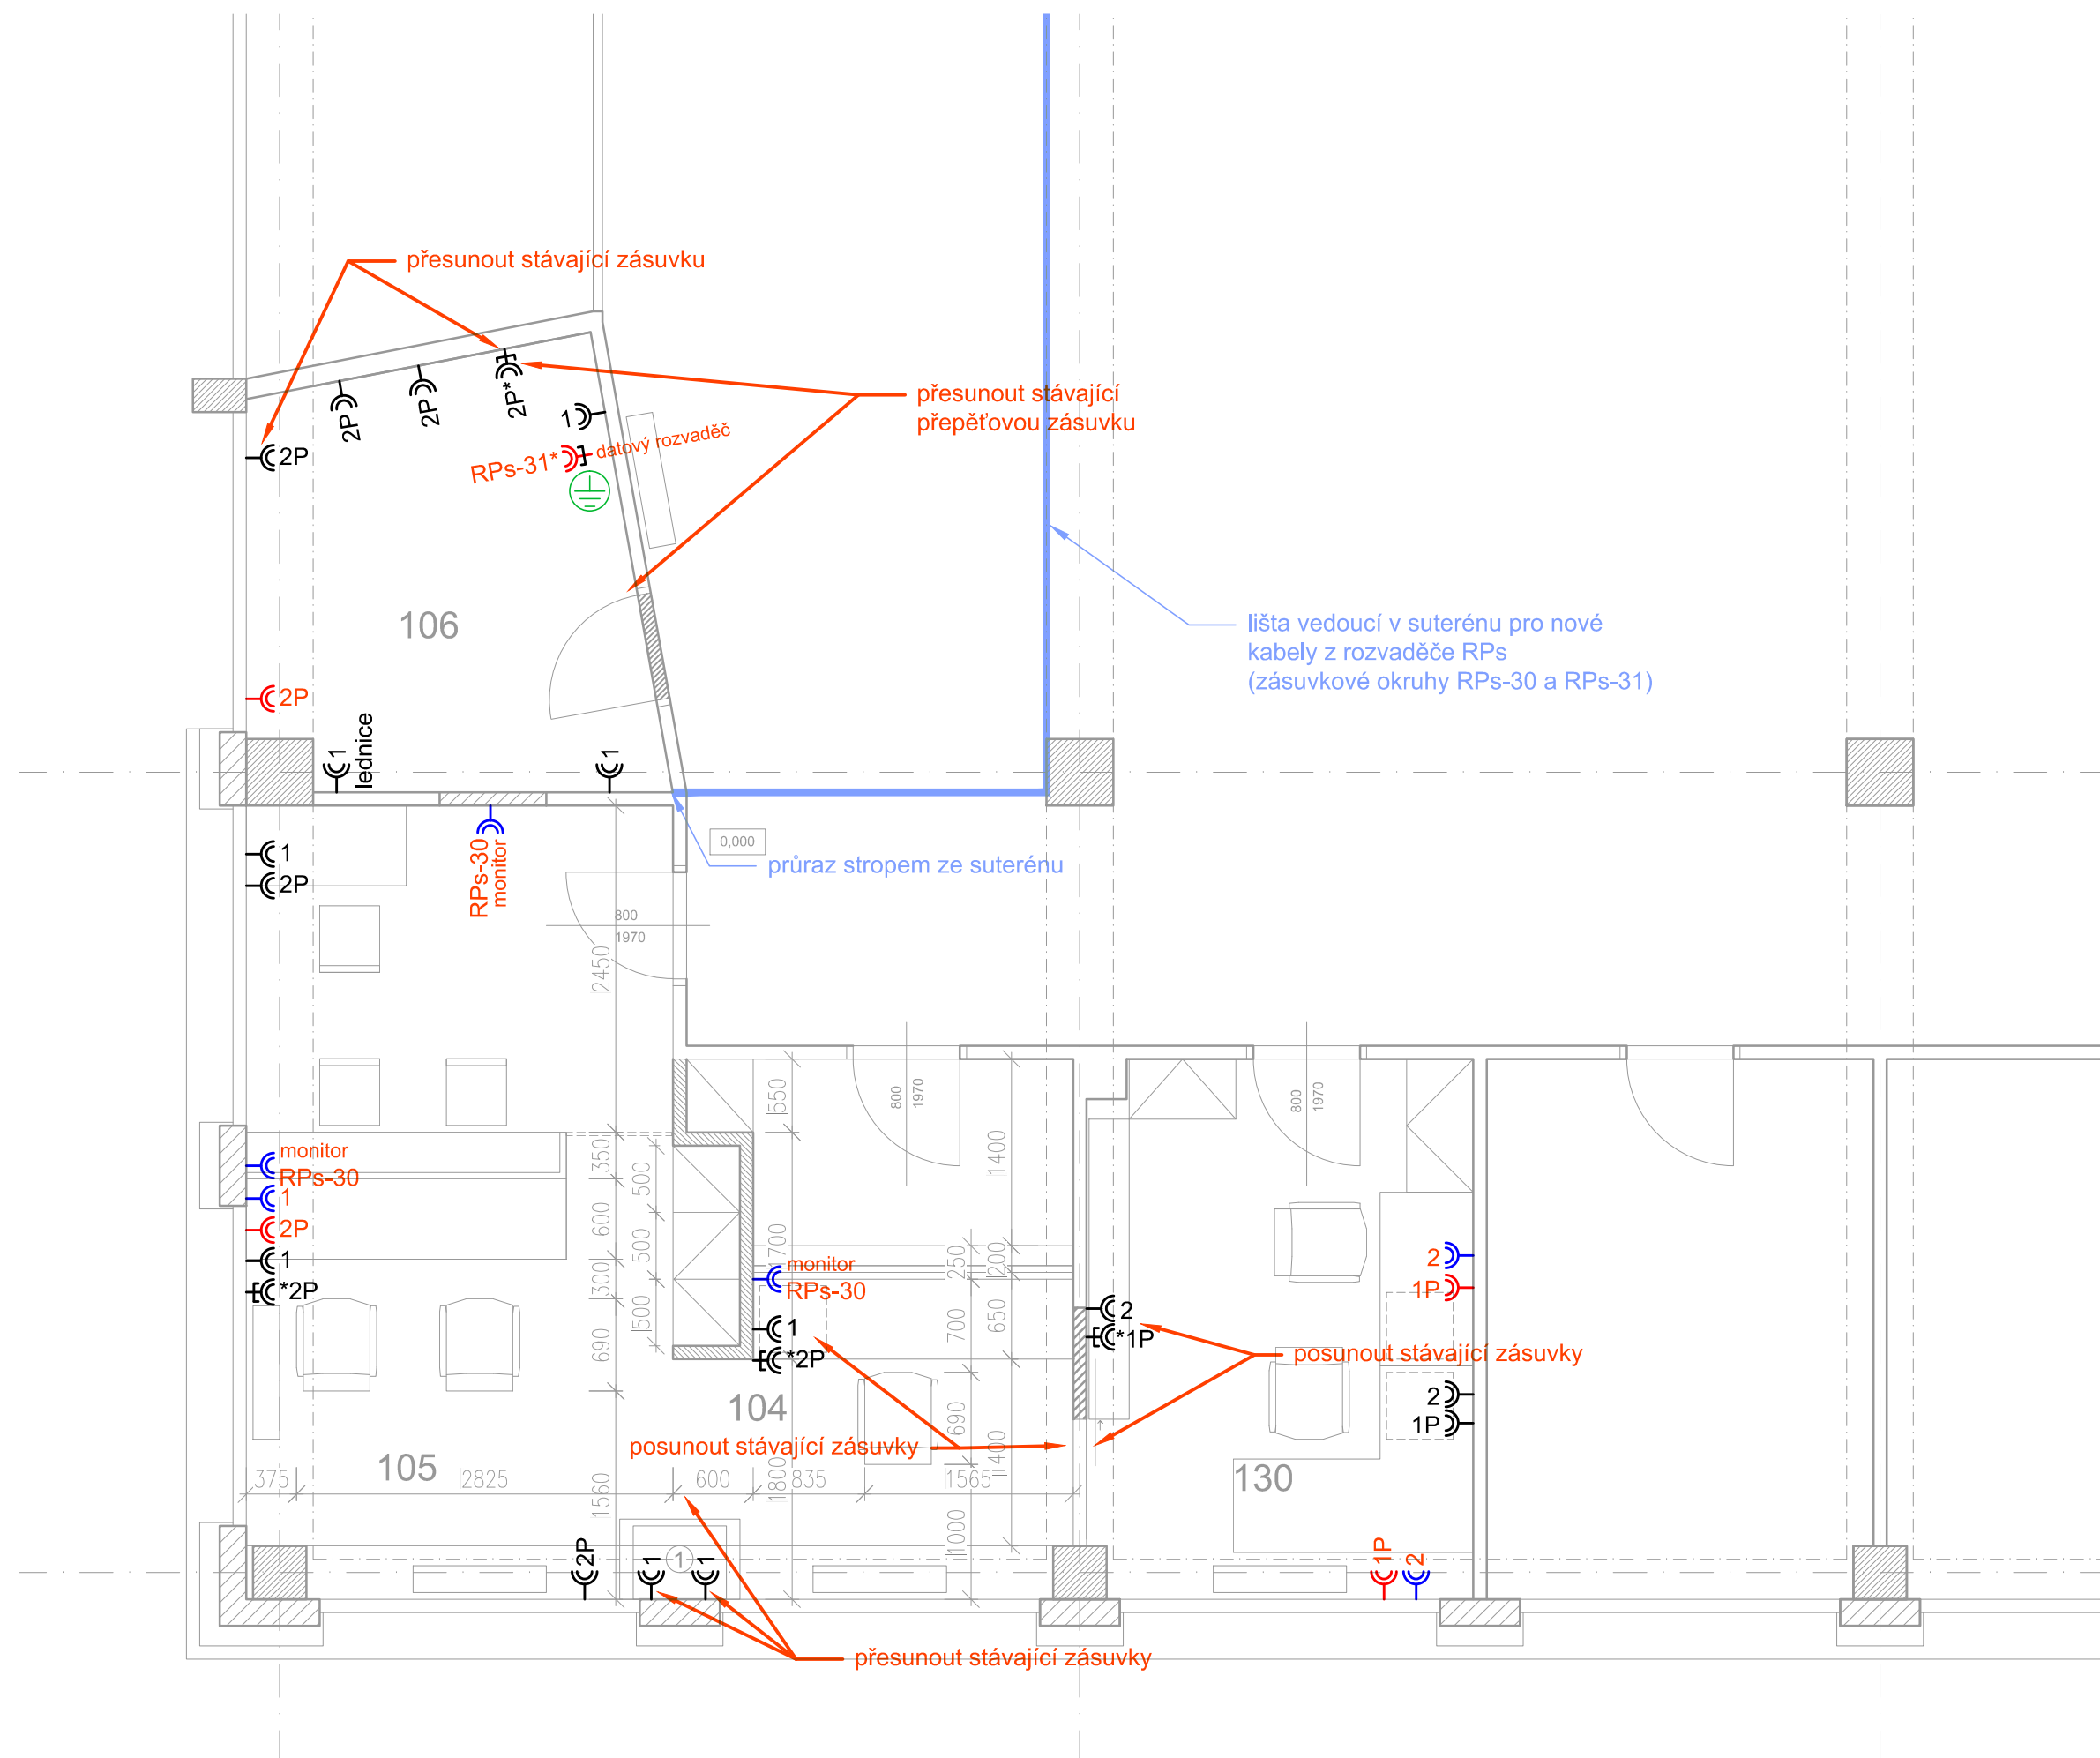 přesunout stávající zásuvku
2P
2P
2P*
1
2P
RPs-31*
datový rozvaděč
přesunout stávající
přepěťovou zásuvku
106
lišta vedoucí v suterénu pro nové
kabely z rozvaděče RPs
(zásuvkové okruhy RPs-30 a RPs-31)
2P
1
lednice
1
1
2P
RPs-30
monitor
0,000
průraz stropem ze suterénu
800
1970
2450
550
800
1970
800
1970
350
500
1400
monitor
RPs-30
1
2P
1
*2P
600
500
1700
250
200
300
500
monitor
RPs-30
700
650
1
*2P
690
2
*1P
2
1P
posunout stávající zásuvky
2
1P
104
690
posunout stávající zásuvky
1400
105
130
375
2825
600
835
1565
1560
1800
1000
2P
1
1
1
1P
2
přesunout stávající zásuvky